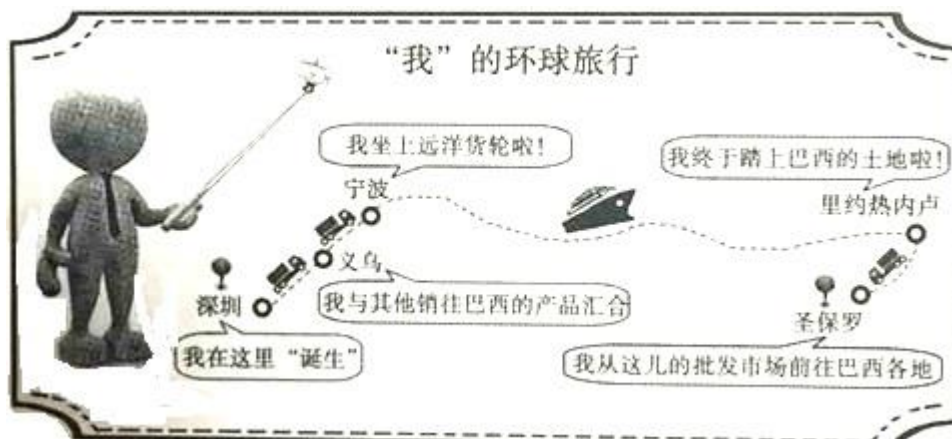 “我”的环球旅行
我坐上远洋货轮啦！
宁波
我终于踏上巴西的土地啦！
里约热内卢
义乌
我与其他销往巴西的产品汇合
深圳
我在这里“诞生”
圣保罗
我从这儿的批发市场前往巴西各地